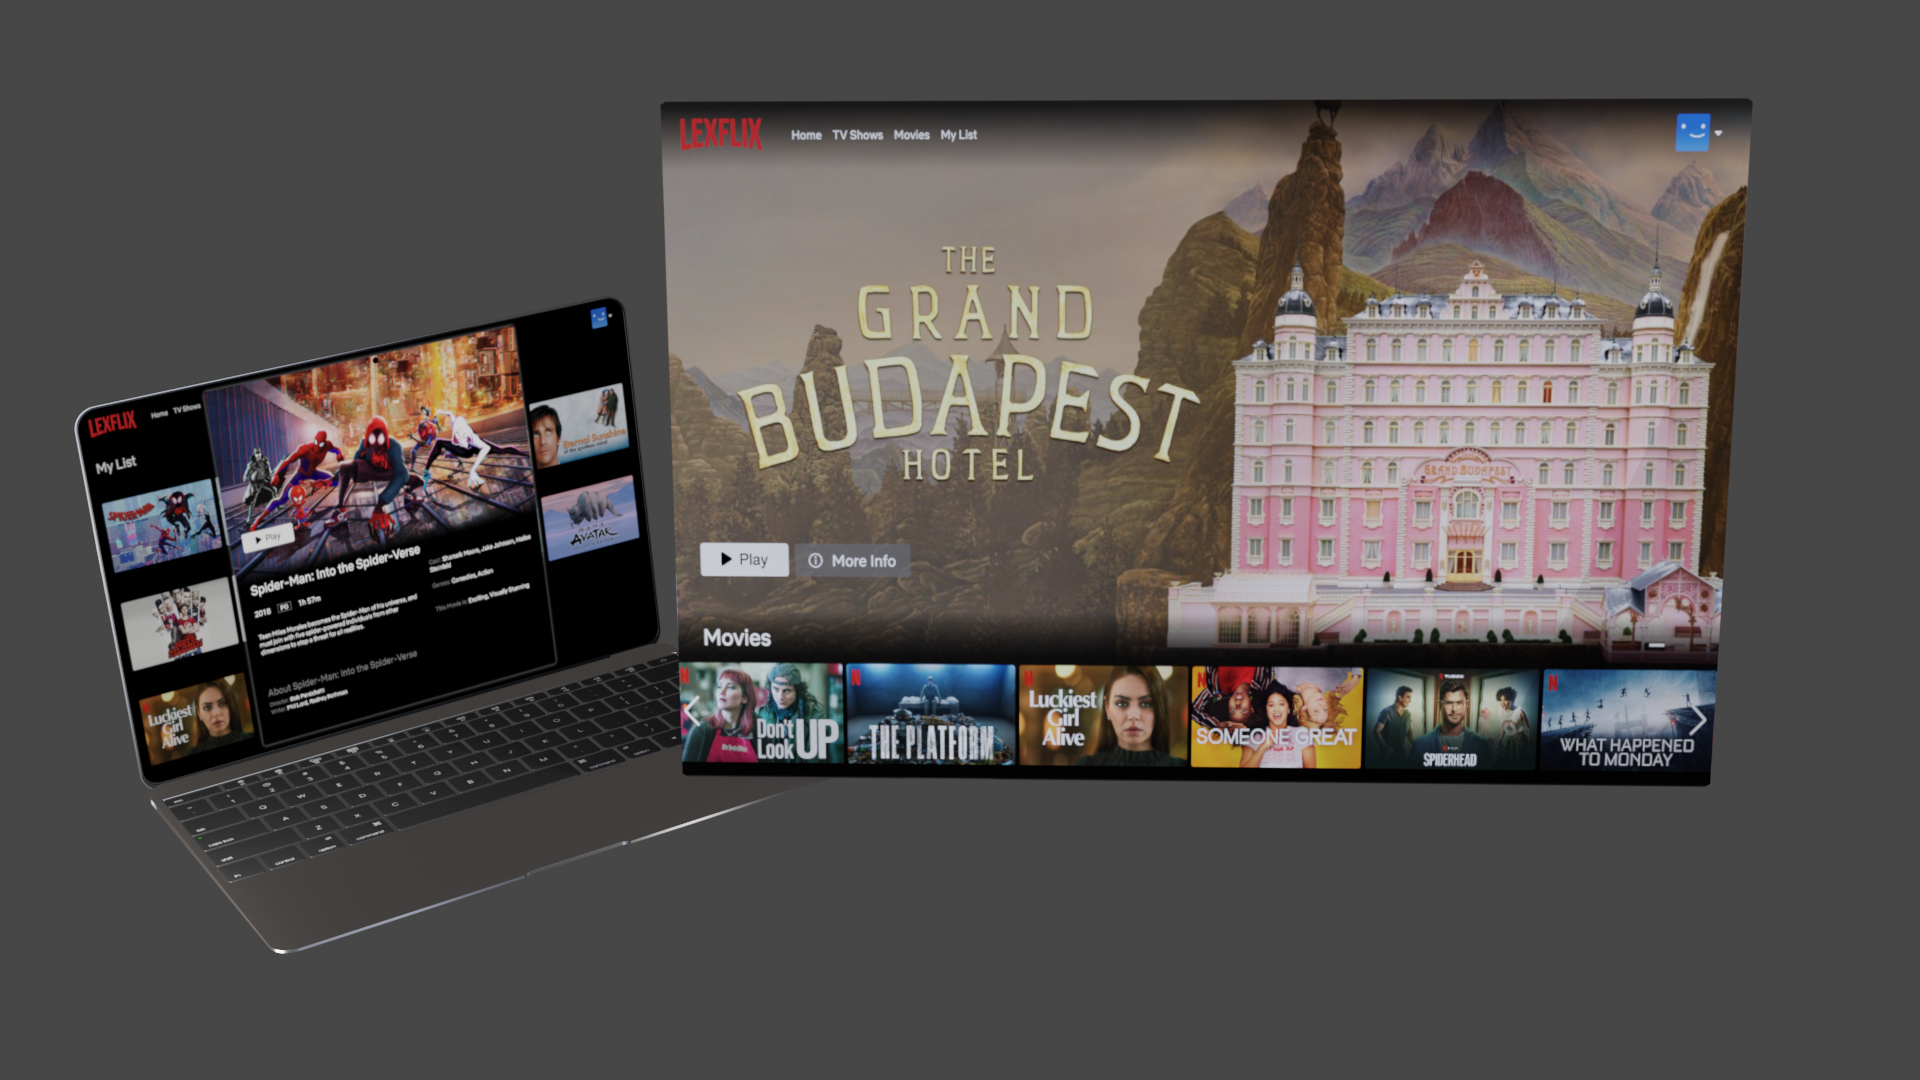 LEXFLIX
Home TV Shows
My List
SPIDER-MAN
Luckiest
Girl
Alive
Play
Spider-Man: Into the Spider-Verse
2018 PG 1h 57m
Teen Miles Morales becomes the Spider-Man of his universe, and
must join with five spider-powered individuals from other
dimensions to stop a threat for all realities.
Cast: Shameik Moore, Jake Johnson, Hailee
Steinfeld
Genres: Comedies, Action
This Movie is: Exciting, Visually Stunning
About Spider-Man: Into the Spider-Verse
Director: Bob Persichetti
Writer: Phil Lord, Rodney Rothman
Eternal Sunshine
of the spotless mind
AVATAR
LEXFLIX
Home TV Shows Movies My List
THE
GRAND
BUDAPEST
HOTEL
GRAND BUDAPEST
Play
More Info
Movies
Don't
Look UP
THE PLATFORM
Luckiest
Girl
Alive
SOMEONE GREAT
SPIDERHEAD
WHAT HAPPENED
TO MONDAY